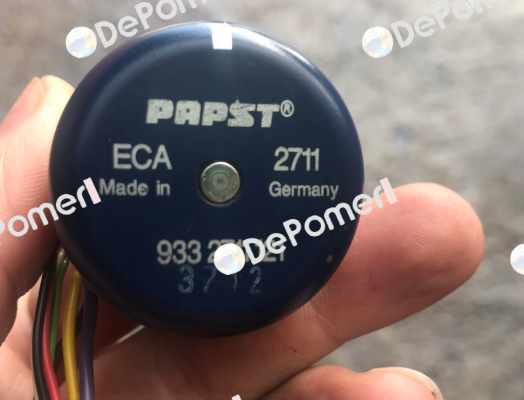 DePomerl
DePomerl
PAPST®
ECA 2711
Made in Germany
DePomerl
DePomerl
933
3712